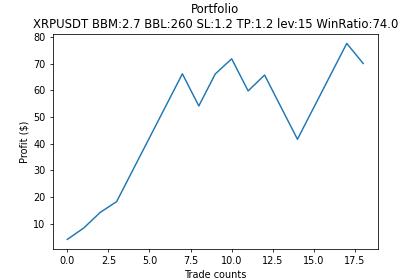 Portfolio
XRPUSDT BBM:2.7 BBL:260 SL:1.2 TP:1.2 lev:15 WinRatio:74.0
80
70
60
50
40
30
20
10
Profit ($)
0.0 2.5 5.0 7.5 10.0 12.5 15.0 17.5
Trade counts